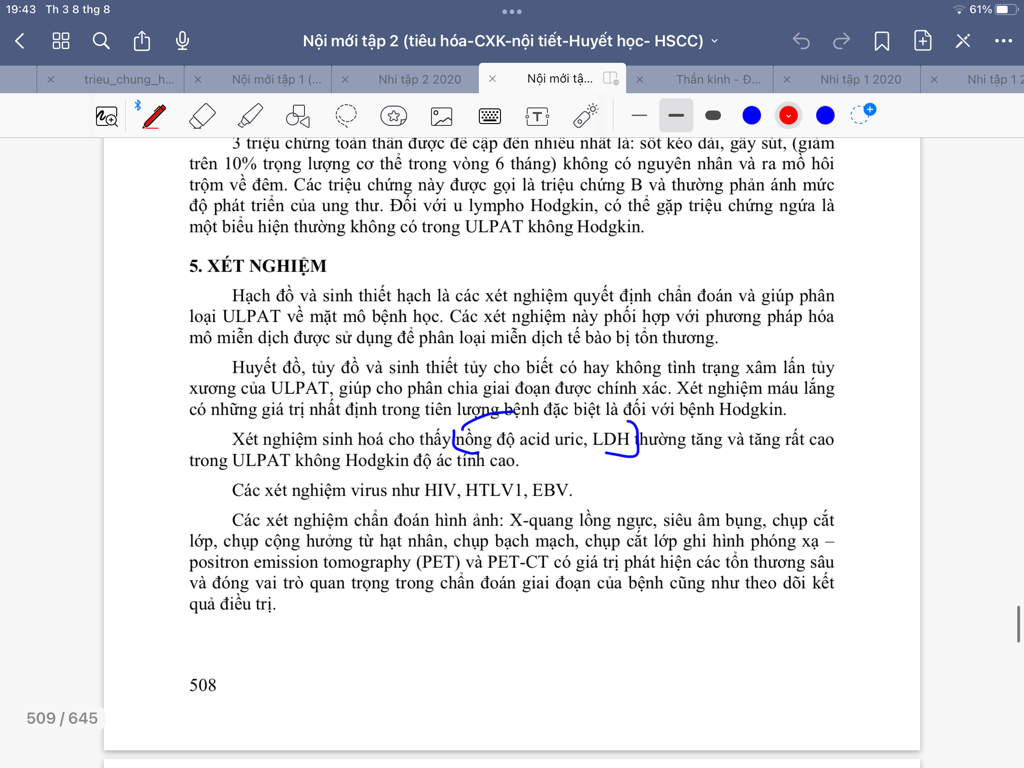 19:43 Th 3 8 thg 8
61%
Nội mới tập 2 (tiêu hóa-CXK-nội tiết-Huyết học- HSCC)
trieu_chung_h...
Nội mới tập 1 (...
Nhi tập 2 2020
Nội mới tậ...
Thần kinh - Đ...
Nhi tập 1 2020
Nhi tập 1 2
3 triệu chứng toàn thân được đề cập đến nhiều nhất là: sốt kéo dài, gầy sút, (giảm
trên 10% trọng lượng cơ thể trong vòng 6 tháng) không có nguyên nhân và ra mồ hôi
trộm về đêm. Các triệu chứng này được gọi là triệu chứng B và thường phản ánh mức
độ phát triển của ung thư. Đối với u lympho Hodgkin, có thể gặp triệu chứng ngứa là
một biểu hiện thường không có trong ULPAT không Hodgkin.
5. XÉT NGHIỆM
Hạch đồ và sinh thiết hạch là các xét nghiệm quyết định chẩn đoán và giúp phân
loại ULPAT về mặt mô bệnh học. Các xét nghiệm này phối hợp với phương pháp hóa
mô miễn dịch được sử dụng để phân loại miễn dịch tế bào bị tổn thương.
Huyết đồ, tủy đồ và sinh thiết tủy cho biết có hay không tình trạng xâm lấn tủy
xương của ULPAT, giúp cho phân chia giai đoạn được chính xác. Xét nghiệm máu lắng
có những giá trị nhất định trong tiên lượng bệnh đặc biệt là đối với bệnh Hodgkin.
Xét nghiệm sinh hoá cho thấy nồng độ acid uric, LDH thường tăng và tăng rất cao
trong ULPAT không Hodgkin độ ác tính cao.
Các xét nghiệm virus như HIV, HTLV1, EBV.
Các xét nghiệm chẩn đoán hình ảnh: X-quang lồng ngực, siêu âm bụng, chụp cắt
lớp, chụp cộng hưởng từ hạt nhân, chụp bạch mạch, chụp cắt lớp ghi hình phóng xạ –
positron emission tomography (PET) và PET-CT có giá trị phát hiện các tổn thương sâu
và đóng vai trò quan trọng trong chẩn đoán giai đoạn của bệnh cũng như theo dõi kết
quả điều trị.
508
509 / 645